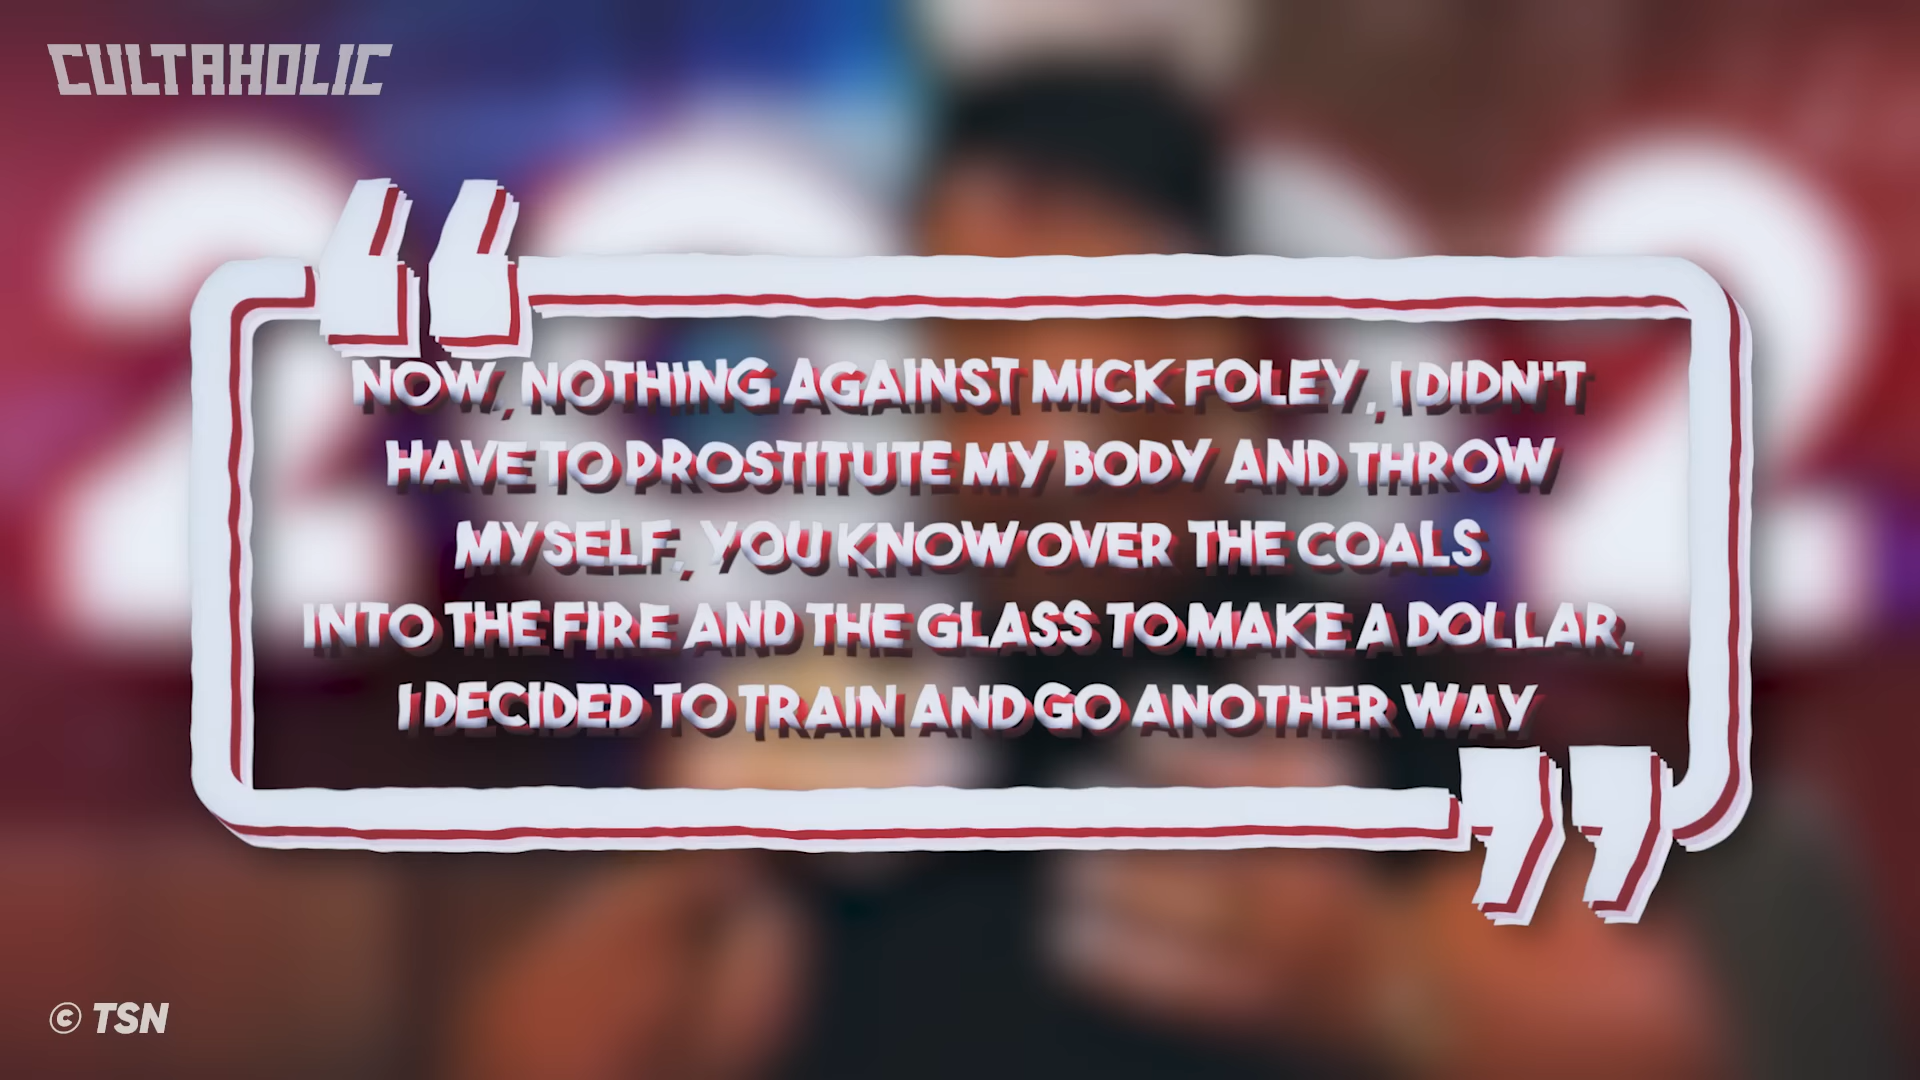 CULTAHOLIC
NOW, NOTHING AGAINST MICK FOLEY, I DIDN'T
HAVE TO PROSTITUTE MY BODY AND THROW
MYSELF, YOU KNOW OVER THE COALS
INTO THE FIRE AND THE GLASS TO MAKE A DOLLAR,
I DECIDED TO TRAIN AND GO ANOTHER WAY
© TSN